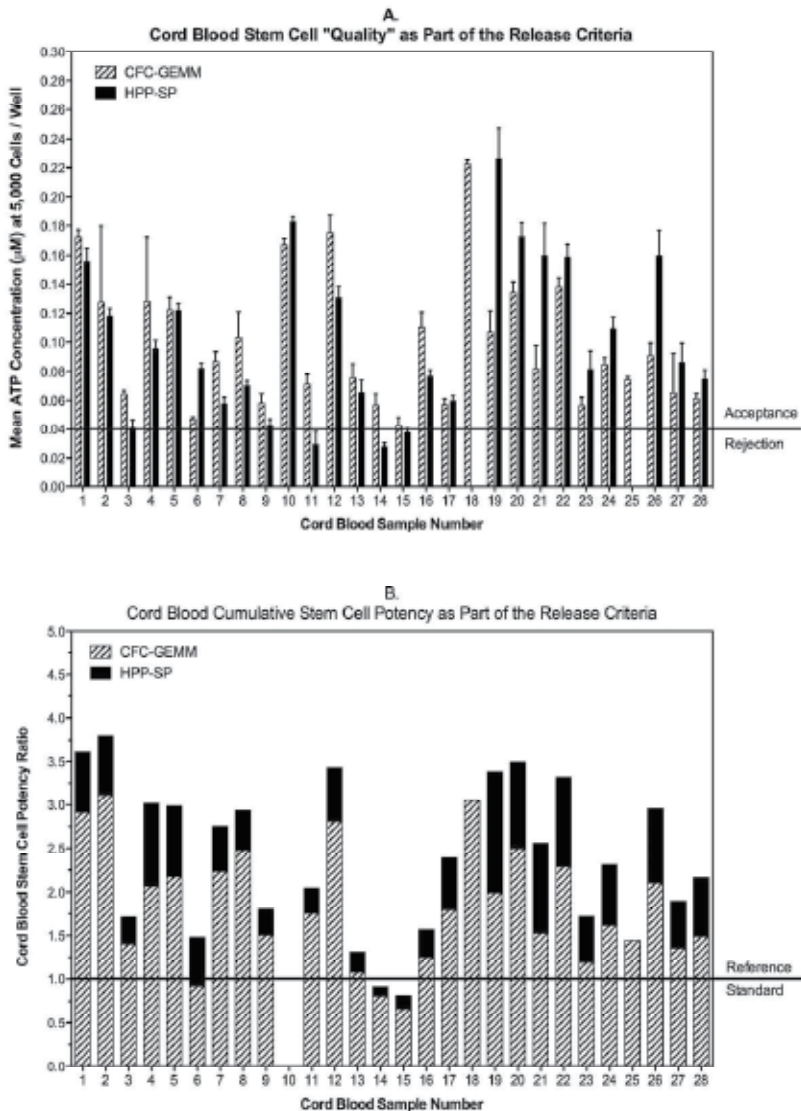 A.
Cord Blood Stem Cell "Quality" as Part of the Release Criteria
Mean ATP Concentration (µM) at 5,000 Cells / Well
0.30
0.28
0.26
0.24
0.22
0.20
0.18
0.16
0.14
0.12
0.10
0.08
0.06
0.04
0.02
0.00
CFC-GEMM
HPP-SP
Acceptance
Rejection
1 2 3 4 5 6 7 8 9 10 11 12 13 14 15 16 17 18 19 20 21 22 23 24 25 26 27 28
Cord Blood Sample Number
B.
Cord Blood Cumulative Stem Cell Potency as Part of the Release Criteria
Cord Blood Stem Cell Potency Ratio
5.0
4.5
4.0
3.5
3.0
2.5
2.0
1.5
1.0
0.5
0.0
CFC-GEMM
HPP-SP
Reference
Standard
1 2 3 4 5 6 7 8 9 10 11 12 13 14 15 16 17 18 19 20 21 22 23 24 25 26 27 28
Cord Blood Sample Number